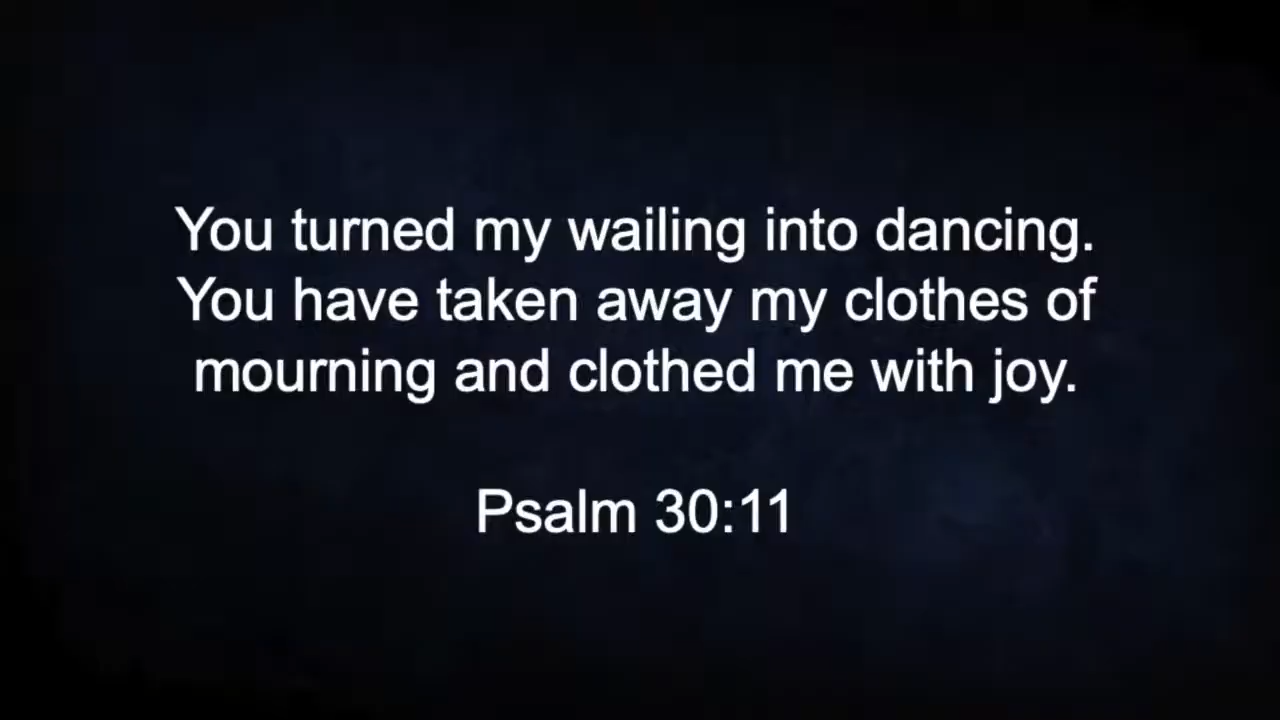 You turned my wailing into dancing.
You have taken away my clothes of
mourning and clothed me with joy.
Psalm 30:11